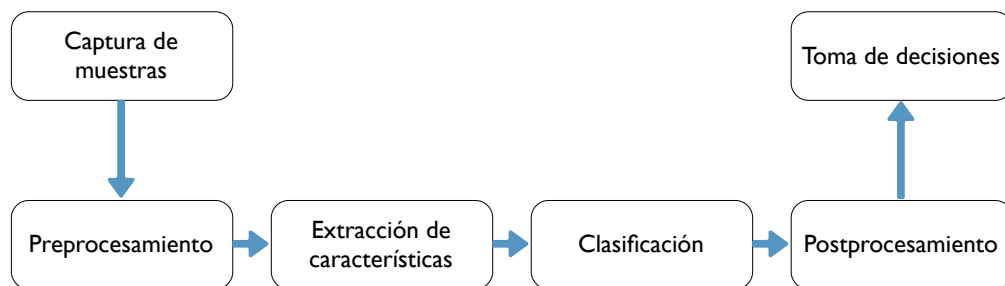 Captura de
muestras
Toma de decisiones
Preprocesamiento
Extracción de
características
Clasificación
Postprocesamiento